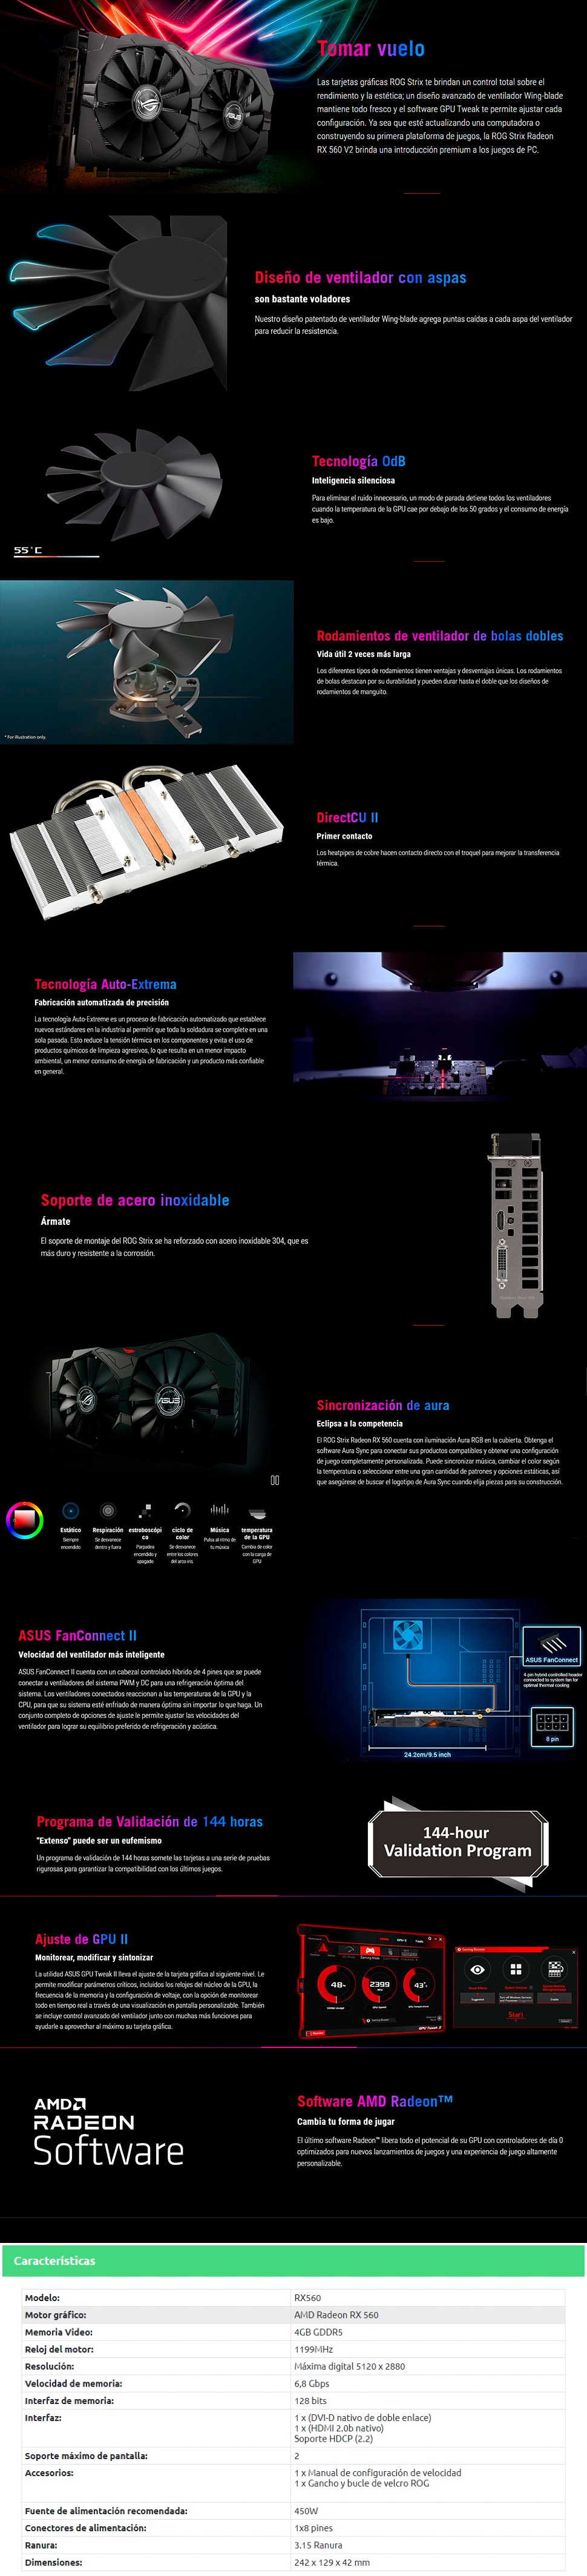 Tomar vuelo
Las tarjetas gráficas ROG Strix te brindan un control total sobre el
rendimiento y la estética; un diseño avanzado de ventilador Wing-blade
mantiene todo fresco y el software GPU Tweak te permite ajustar cada
configuración. Ya sea que esté actualizando una computadora o
construyendo su primera plataforma de juegos, la ROG Strix Radeon
RX 560 V2 brinda una introducción premium a los juegos de PC.
ASUS
Diseño de ventilador con aspas
son bastante voladores
Nuestro diseño patentado de ventilador Wing-blade agrega puntas caídas a cada aspa del ventilador
para reducir la resistencia.
Tecnología OdB
Inteligencia silenciosa
Para eliminar el ruido innecesario, un modo de parada detiene todos los ventiladores
cuando la temperatura de la GPU cae por debajo de los 50 grados y el consumo de energía
es bajo.
55°C
Rodamientos de ventilador de bolas dobles
Vida útil 2 veces más larga
Los diferentes tipos de rodamientos tienen ventajas y desventajas únicas. Los rodamientos
de bolas destacan por su durabilidad y pueden durar hasta el doble que los diseños de
rodamientos de manguito.
* For illustration only.
DirectCU II
Primer contacto
Los heatpipes de cobre hacen contacto directo con el troquel para mejorar la transferencia
térmica.
Tecnología Auto-Extrema
Fabricación automatizada de precisión
La tecnología Auto-Extreme es un proceso de fabricación automatizado que establece
nuevos estándares en la industria al permitir que toda la soldadura se complete en una
sola pasada. Esto reduce la tensión térmica en los componentes y evita el uso de
productos químicos de limpieza agresivos, lo que resulta en un menor impacto
ambiental, un menor consumo de energía de fabricación y un producto más confiable
en general.
Soporte de acero inoxidable
Ármate
El soporte de montaje del ROG Strix se ha reforzado con acero inoxidable 304, que es
más duro y resistente a la corrosión.
ASUS
Sincronización de aura
Eclipsa a la competencia
El ROG Strix Radeon RX 560 cuenta con iluminación Aura RGB en la cubierta. Obtenga el
software Aura Sync para conectar sus productos compatibles y obtener una configuración
de juego completamente personalizada. Puede sincronizar música, cambiar el color según
la temperatura o seleccionar entre una gran cantidad de patrones y opciones estáticas, así
que asegúrese de buscar el logotipo de Aura Sync cuando elija piezas para su construcción.
Estático
Siempre
encendido
Respiración
Se desvanece
dentro y fuera
estroboscópi
co
Parpadea
encendido y
apagado
ciclo de
color
Se desvanece
entre los colores
del arco iris.
Música
Pulsa al ritmo de
tu música
temperatura
de la GPU
Cambia de color
con la carga de
GPU
ASUS FanConnect II
Velocidad del ventilador más inteligente
ASUS FanConnect II cuenta con un cabezal controlado híbrido de 4 pines que se puede
conectar a ventiladores del sistema PWM y DC para una refrigeración óptima del
sistema. Los ventiladores conectados reaccionan a las temperaturas de la GPU y la
CPU, para que su sistema esté enfriado de manera óptima sin importar lo que haga. Un
conjunto completo de opciones de ajuste le permite ajustar las velocidades del
ventilador para lograr su equilibrio preferido de refrigeración y acústica.
ASUS FanConnect
4-pin hybrid controlled header
connected to system fan for
optimal thermal cooling
8 pin
24.2cm/9.5 inch
Programa de Validación de 144 horas
"Extenso" puede ser un eufemismo
Un programa de validación de 144 horas somete las tarjetas a una serie de pruebas
rigurosas para garantizar la compatibilidad con los últimos juegos.
144-hour
Validation Program
Ajuste de GPU II
Monitorear, modificar y sintonizar
La utilidad ASUS GPU Tweak II lleva el ajuste de la tarjeta gráfica al siguiente nivel. Le
permite modificar parámetros críticos, incluidos los relojes del núcleo de la GPU, la
frecuencia de la memoria y la configuración de voltaje, con la opción de monitorear
todo en tiempo real a través de una visualización en pantalla personalizable. También
se incluye control avanzado del ventilador junto con muchas más funciones para
ayudarle a aprovechar al máximo su tarjeta gráfica.
48%
2399
MHz
43°
Start
AMD
RADEON
Software
Software AMD Radeon™
Cambia tu forma de jugar
El último software Radeon™ libera todo el potencial de su GPU con controladores de día 0
optimizados para nuevos lanzamientos de juegos y una experiencia de juego altamente
personalizable.
Características
Modelo: RX560
Motor gráfico: AMD Radeon RX 560
Memoria Video: 4GB GDDR5
Reloj del motor: 1199MHz
Resolución: Máxima digital 5120 x 2880
Velocidad de memoria: 6,8 Gbps
Interfaz de memoria: 128 bits
Interfaz: 1 x (DVI-D nativo de doble enlace)
1 x (HDMI 2.0b nativo)
Soporte HDCP (2.2)
Soporte máximo de pantalla: 2
Accesorios: 1 x Manual de configuración de velocidad
1 x Gancho y bucle de velcro ROG
Fuente de alimentación recomendada: 450W
Conectores de alimentación: 1x8 pines
Ranura: 3.15 Ranura
Dimensiones: 242 x 129 x 42 mm